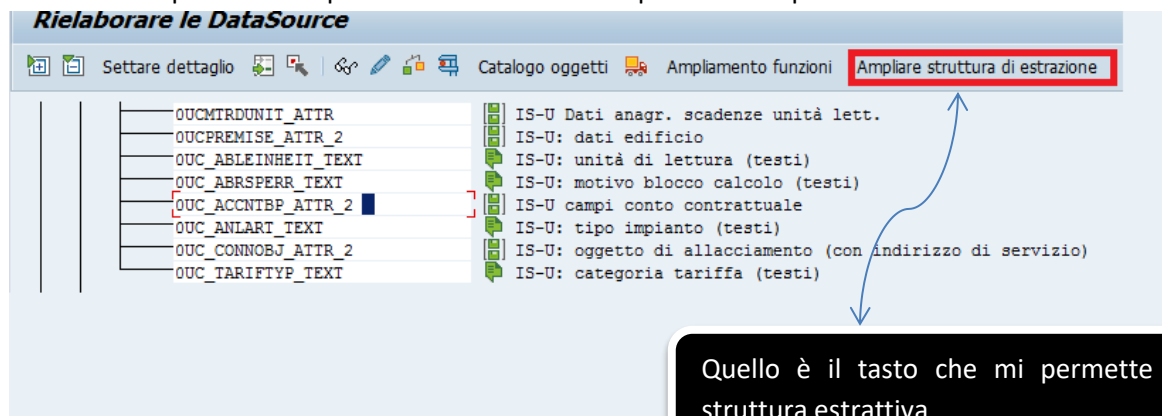 Rielaborare le DataSource
Settare dettaglio Catalogo oggetti Ampliamento funzioni Ampliare struttura di estrazione
0UCMTRDUNIT_ATTR IS-U Dati anagr. scadenze unità lett.
0UCPREMISE_ATTR_2 IS-U: dati edificio
0UC_ABLEINHEIT_TEXT IS-U: unità di lettura (testi)
0UC_ABRSPERR_TEXT IS-U: motivo blocco calcolo (testi)
0UC_ACCNTBP_ATTR_2 IS-U campi conto contrattuale
0UC_ANLART_TEXT IS-U: tipo impianto (testi)
0UC_CONNOBJ_ATTR_2 IS-U: oggetto di allacciamento (con indirizzo di servizio)
0UC_TARIFTYP_TEXT IS-U: categoria tariffa (testi)
Quello è il tasto che mi permette
struttura estrattiva